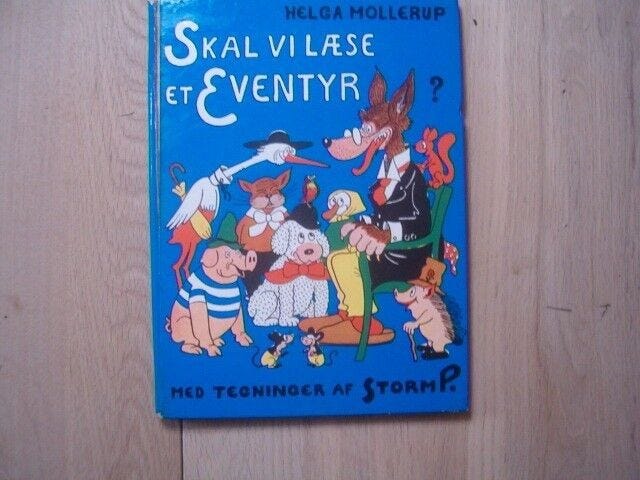 HELGA MOLLERUP
SKAL VI LÆSE
ET EVENTYR ?
MED TEGNINGER AF STORM P.